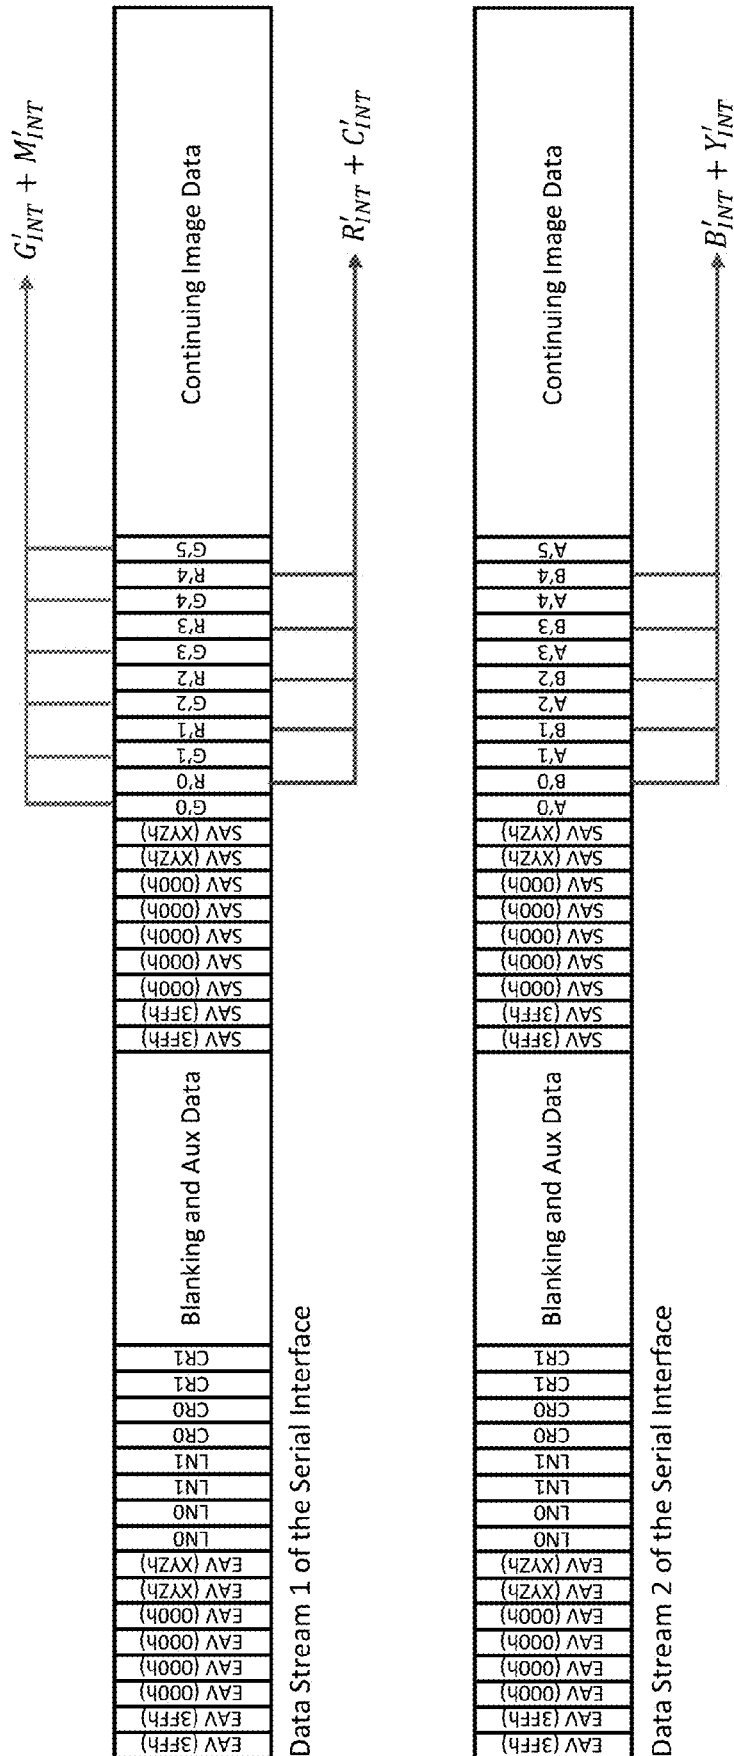 G'INT + M'INT
EAV (3FFh)
EAV (3FFh)
EAV (000h)
EAV (000h)
EAV (000h)
EAV (000h)
EAV (XYZh)
EAV (XYZh)
LN0
LN0
LN1
LN1
CR0
CR0
CR1
CR1
Blanking and Aux Data
SAV (3FFh)
SAV (3FFh)
SAV (000h)
SAV (000h)
SAV (000h)
SAV (000h)
SAV (000h)
SAV (XYZh)
SAV (XYZh)
G'0
R'0
G'1
R'1
G'2
R'2
G'3
R'3
G'4
R'4
G'5
Continuing Image Data
Data Stream 1 of the Serial Interface
R'INT + C'INT
EAV (3FFh)
EAV (3FFh)
EAV (000h)
EAV (000h)
EAV (000h)
EAV (000h)
EAV (XYZh)
EAV (XYZh)
LN0
LN0
LN1
LN1
CR0
CR0
CR1
CR1
Blanking and Aux Data
SAV (3FFh)
SAV (3FFh)
SAV (000h)
SAV (000h)
SAV (000h)
SAV (000h)
SAV (000h)
SAV (XYZh)
SAV (XYZh)
A'0
B'0
A'1
B'1
A'2
B'2
A'3
B'3
A'4
B'4
A'5
Continuing Image Data
Data Stream 2 of the Serial Interface
B'INT + Y'INT